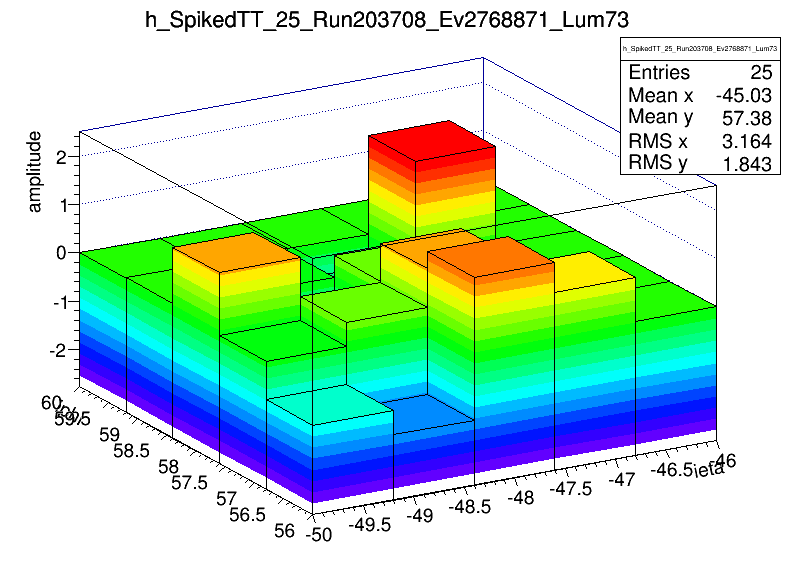 h_SpikedTT_25_Run203708_Ev2768871_Lum73
h_SpikedTT_25_Run203708_Ev2768871_Lum73
Entries 25
Mean x -45.03
Mean y 57.38
RMS x 3.164
RMS y 1.843
amplitude
2
1
0
-1
-2
60
59.5
59
58.5
58
57.5
57
56.5
56
-50
-49.5
-49
-48.5
-48
-47.5
-47
-46.5
-46
ieta